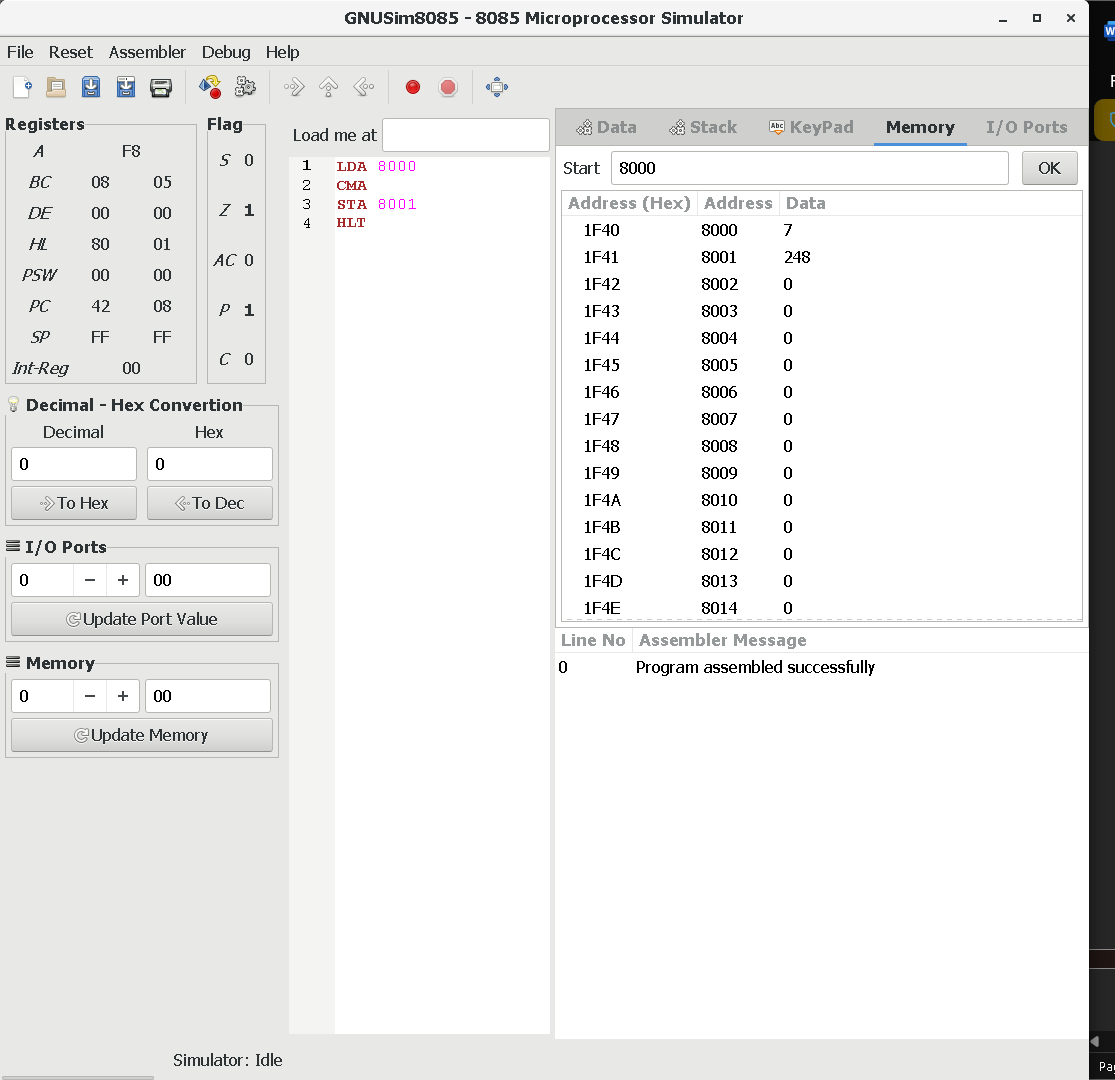 GNUSim8085 - 8085 Microprocessor Simulator
File Reset Assembler Debug Help
Registers
A F8
BC 08 05
DE 00 00
HL 80 01
PSW 00 00
PC 42 08
SP FF FF
Int-Reg 00
Flag
S 0
Z 1
AC 0
P 1
C 0
Decimal - Hex Convertion
Decimal Hex
0 0
To Hex To Dec
I/O Ports
0 − + 00
Update Port Value
Memory
0 − + 00
Update Memory
Load me at
1 LDA 8000
2 CMA
3 STA 8001
4 HLT
Data Stack Abc KeyPad Memory I/O Ports
Start 8000 OK
Address (Hex) Address Data
1F40 8000 7
1F41 8001 248
1F42 8002 0
1F43 8003 0
1F44 8004 0
1F45 8005 0
1F46 8006 0
1F47 8007 0
1F48 8008 0
1F49 8009 0
1F4A 8010 0
1F4B 8011 0
1F4C 8012 0
1F4D 8013 0
1F4E 8014 0
Line No Assembler Message
0 Program assembled successfully
Simulator: Idle